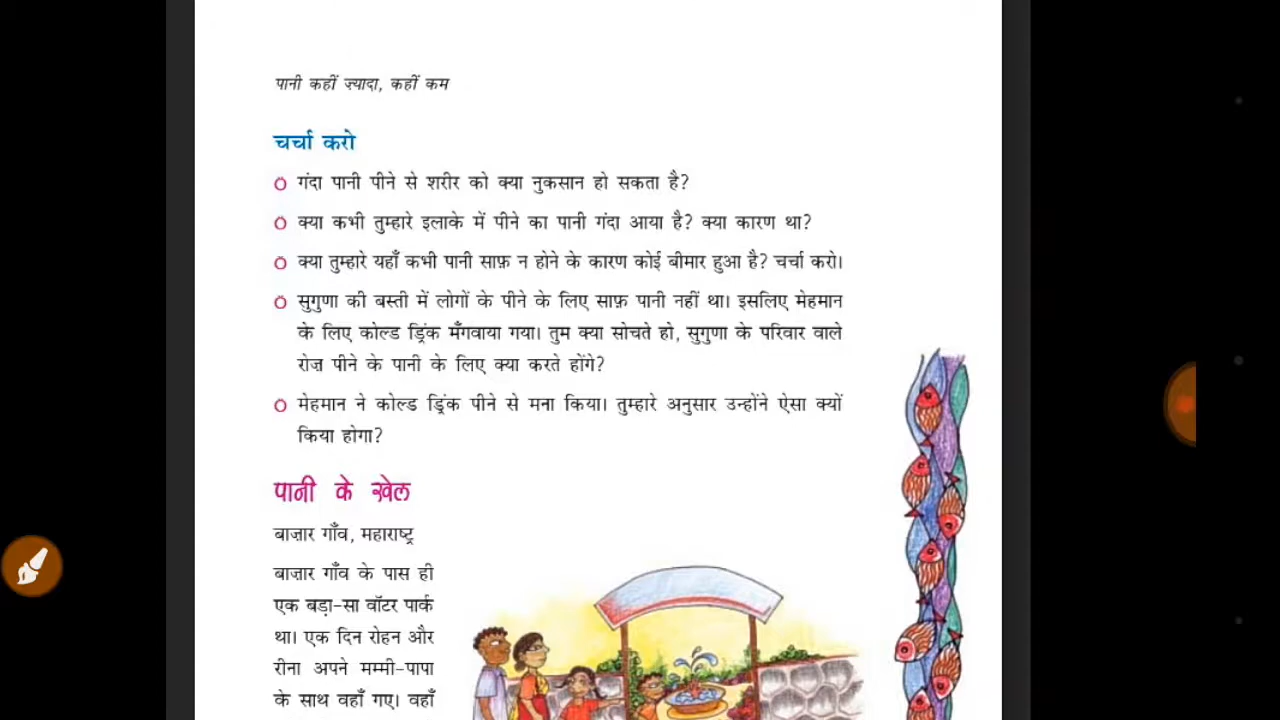 पानी कहीं ज़्यादा, कहीं कम
चर्चा करो
गंदा पानी पीने से शरीर को क्या नुकसान हो सकता है?
क्या कभी तुम्हारे इलाके में पीने का पानी गंदा आया है? क्या कारण था?
क्या तुम्हारे यहाँ कभी पानी साफ़ न होने के कारण कोई बीमार हुआ है? चर्चा करो।
सुगुणा की बस्ती में लोगों के पीने के लिए साफ़ पानी नहीं था। इसलिए मेहमान
के लिए कोल्ड ड्रिंक मँगवाया गया। तुम क्या सोचते हो, सुगुणा के परिवार वाले
रोज़ पीने के पानी के लिए क्या करते होंगे?
मेहमान ने कोल्ड ड्रिंक पीने से मना किया। तुम्हारे अनुसार उन्होंने ऐसा क्यों
किया होगा?
पानी के खेल
बाज़ार गाँव, महाराष्ट्र
बाज़ार गाँव के पास ही
एक बड़ा-सा वॉटर पार्क
था। एक दिन रोहन और
रीना अपने मम्मी-पापा
के साथ वहाँ गए। वहाँ